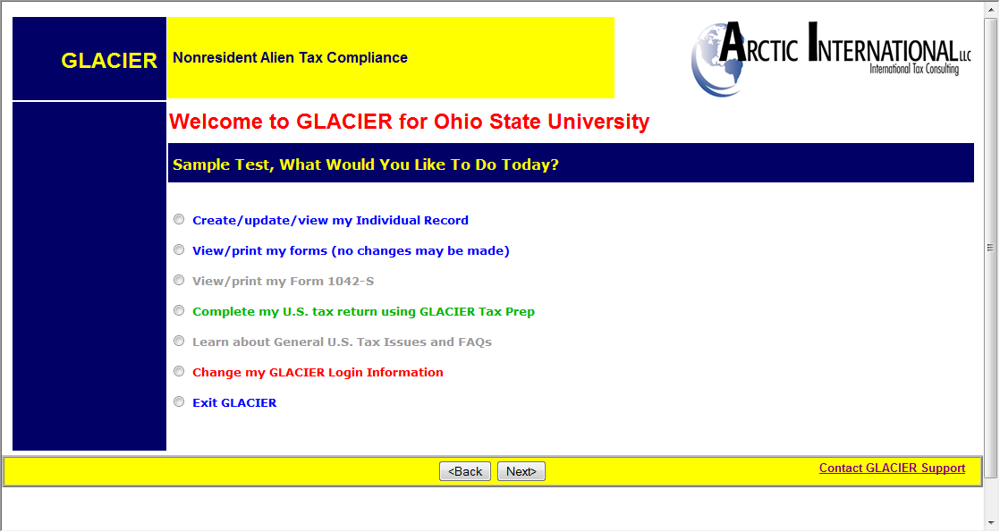 GLACIER
Nonresident Alien Tax Compliance
ARCTIC INTERNATIONAL LLC
International Tax Consulting
Welcome to GLACIER for Ohio State University
Sample Test, What Would You Like To Do Today?
Create/update/view my Individual Record
View/print my forms (no changes may be made)
View/print my Form 1042-S
Complete my U.S. tax return using GLACIER Tax Prep
Learn about General U.S. Tax Issues and FAQs
Change my GLACIER Login Information
Exit GLACIER
<Back Next>
Contact GLACIER Support